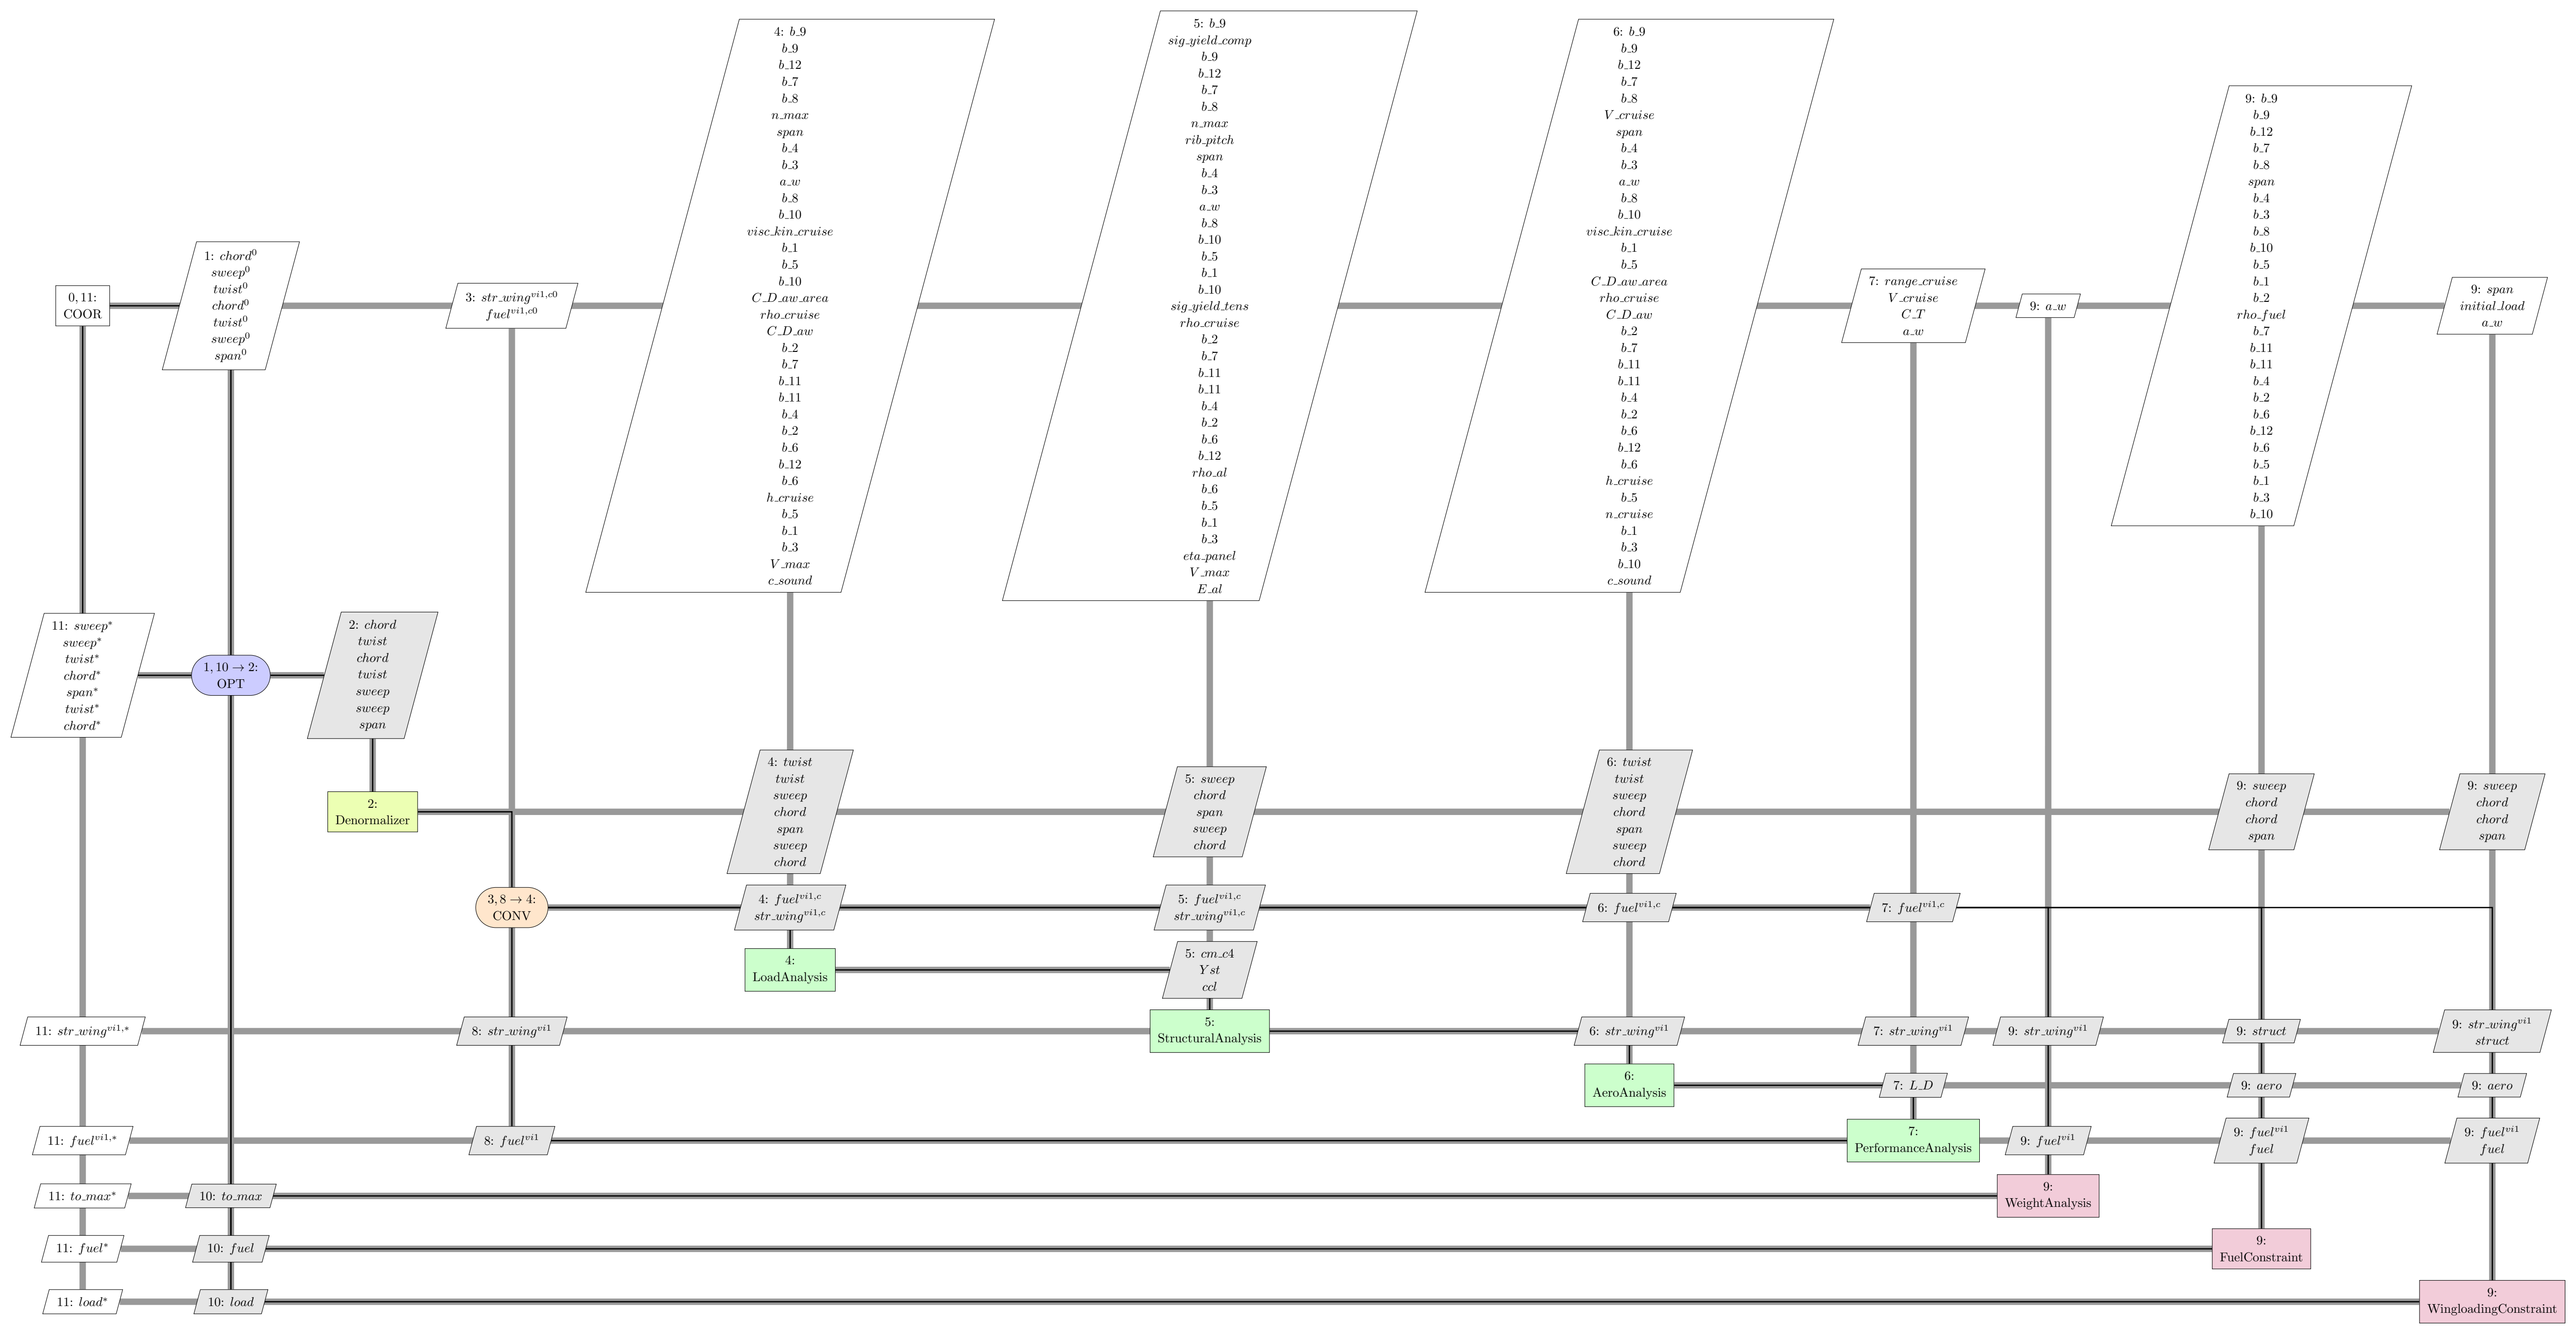 0, 11:
COOR
1: chord^0
sweep^0
twist^0
chord^0
twist^0
sweep^0
span^0
3: str_wing^{vi1,c0}
fuel^{vi1,c0}
4: b_9
b_9
b_12
b_7
b_8
n_max
span
b_4
b_3
a_w
b_8
b_10
visc_kin_cruise
b_1
b_5
b_10
C_D_aw_area
rho_cruise
C_D_aw
b_2
b_7
b_11
b_11
b_4
b_2
b_6
b_12
b_6
h_cruise
b_5
b_1
b_3
V_max
c_sound
5: b_9
sig_yield_comp
b_9
b_12
b_7
b_8
n_max
rib_pitch
span
b_4
b_3
a_w
b_8
b_10
b_5
b_1
b_10
sig_yield_tens
rho_cruise
b_2
b_7
b_11
b_11
b_4
b_2
b_6
b_12
rho_al
b_6
b_5
b_1
b_3
eta_panel
V_max
E_al
6: b_9
b_9
b_12
b_7
b_8
V_cruise
span
b_4
b_3
a_w
b_8
b_10
visc_kin_cruise
b_1
b_5
C_D_aw_area
rho_cruise
C_D_aw
b_2
b_7
b_11
b_11
b_4
b_2
b_6
b_12
b_6
h_cruise
b_5
n_cruise
b_1
b_3
b_10
c_sound
7: range_cruise
V_cruise
C_T
a_w
9: a_w
9: b_9
b_9
b_12
b_7
b_8
span
b_4
b_3
b_8
b_10
b_5
b_1
b_2
rho_fuel
b_7
b_11
b_11
b_4
b_2
b_6
b_12
b_6
b_5
b_1
b_3
b_10
9: span
initial_load
a_w
11: sweep*
sweep*
twist*
chord*
span*
twist*
chord*
1, 10 → 2:
OPT
2: chord
twist
chord
twist
sweep
sweep
span
2:
Denormalizer
4: twist
twist
sweep
chord
span
sweep
chord
5: sweep
chord
span
sweep
chord
6: twist
twist
sweep
chord
span
sweep
chord
9: sweep
chord
chord
span
9: sweep
chord
chord
span
3, 8 → 4:
CONV
4: fuel^{vi1,c}
str_wing^{vi1,c}
5: fuel^{vi1,c}
str_wing^{vi1,c}
6: fuel^{vi1,c}
7: fuel^{vi1,c}
4:
LoadAnalysis
5: cm_c4
Yst
ccl
11: str_wing^{vi1,*}
8: str_wing^{vi1}
5:
StructuralAnalysis
6: str_wing^{vi1}
7: str_wing^{vi1}
9: str_wing^{vi1}
9: struct
9: str_wing^{vi1}
struct
6:
AeroAnalysis
7: L_D
9: aero
9: aero
11: fuel^{vi1,*}
8: fuel^{vi1}
7:
PerformanceAnalysis
9: fuel^{vi1}
9: fuel^{vi1}
fuel
9: fuel^{vi1}
fuel
11: to_max*
10: to_max
9:
WeightAnalysis
11: fuel*
10: fuel
9:
FuelConstraint
11: load*
10: load
9:
WingloadingConstraint